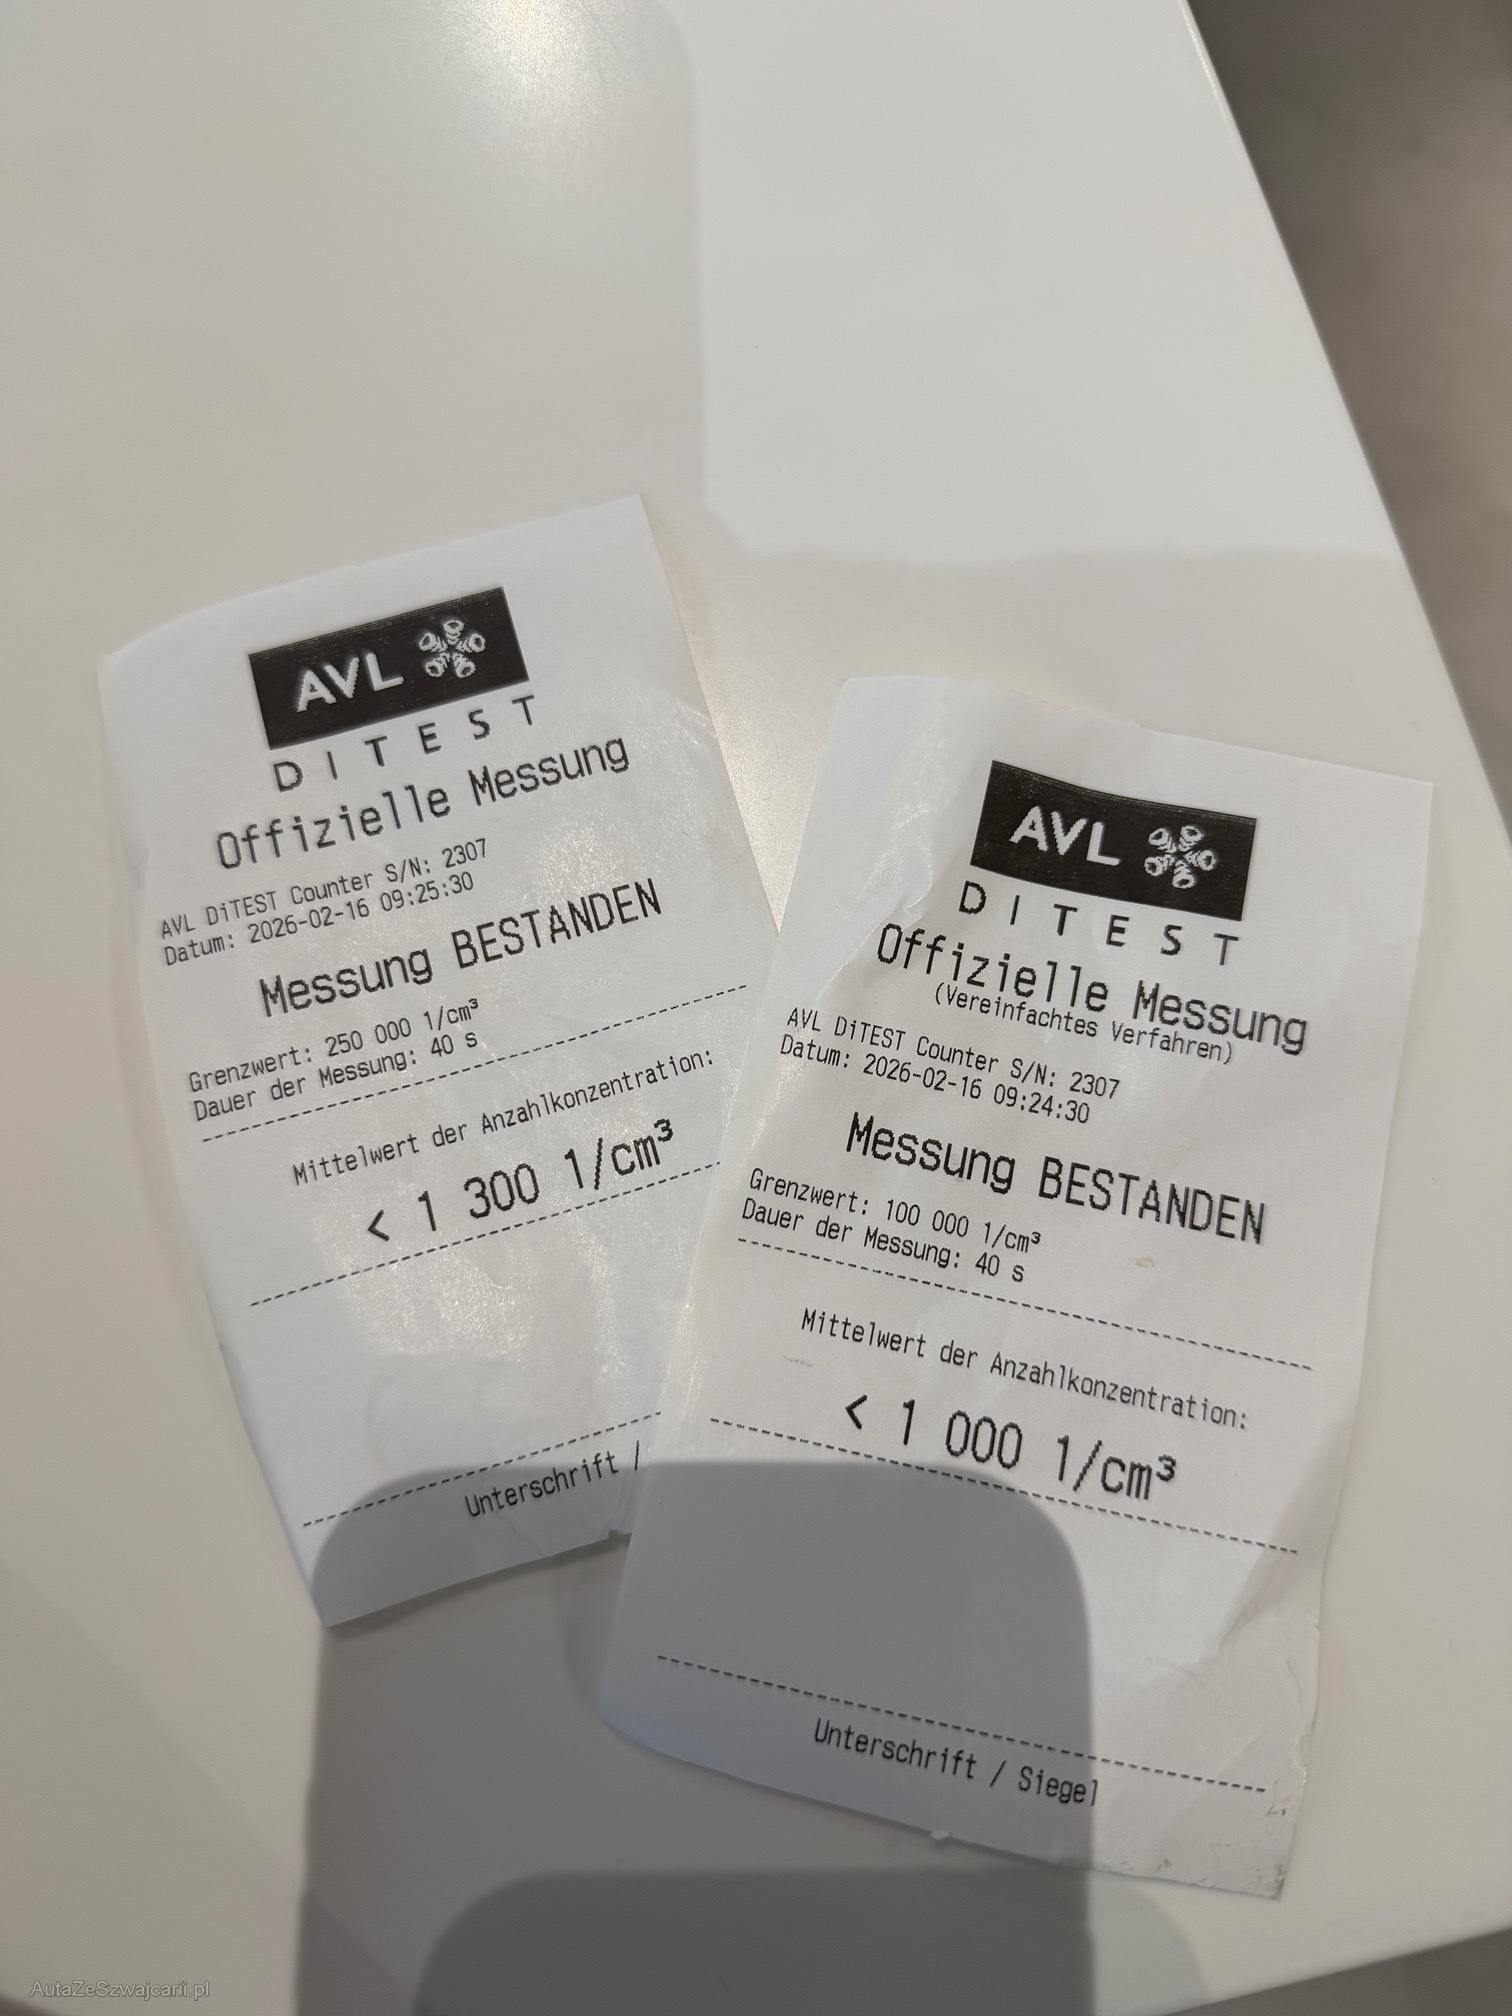 AVL
DITEST
Offizielle Messung
AVL DiTEST Counter S/N: 2307
Datum: 2026-02-16 09:25:30
Messung BESTANDEN
Grenzwert: 250 000 1/cm³
Dauer der Messung: 40 s
Mittelwert der Anzahlkonzentration:
< 1 300 1/cm³
Unterschrift /
AVL
DITEST
Offizielle Messung
(Vereinfachtes Verfahren)
AVL DiTEST Counter S/N: 2307
Datum: 2026-02-16 09:24:30
Messung BESTANDEN
Grenzwert: 100 000 1/cm³
Dauer der Messung: 40 s
Mittelwert der Anzahlkonzentration:
< 1 000 1/cm³
Unterschrift / Siegel
AutaZeSzwajcarii.pl